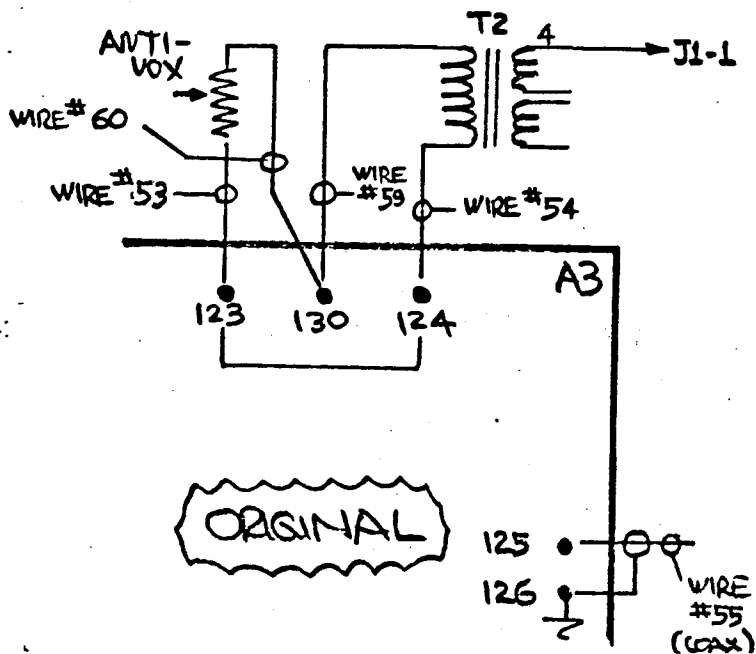 T2
4
J1-1
ANTI-
VOX
WIRE # 60
WIRE # 53
WIRE
# 59
WIRE # 54
A3
123
130
124
ORIGINAL
125
126
WIRE
#55
(COAX)